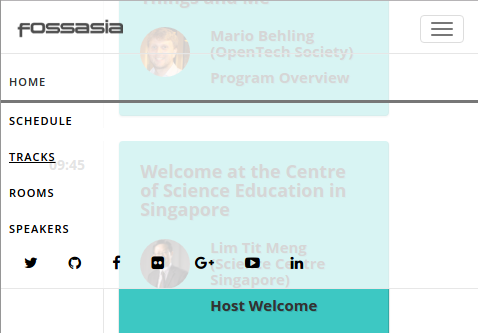 Things and Me
FOSSASIA
Mario Behling
(OpenTech Society)
Program Overview
HOME
SCHEDULE
TRACKS
09:45
ROOMS
SPEAKERS
Welcome at the Centre
of Science Education in
Singapore
Lim Tit Meng
(Science Centre
Singapore)
G+
in
Host Welcome